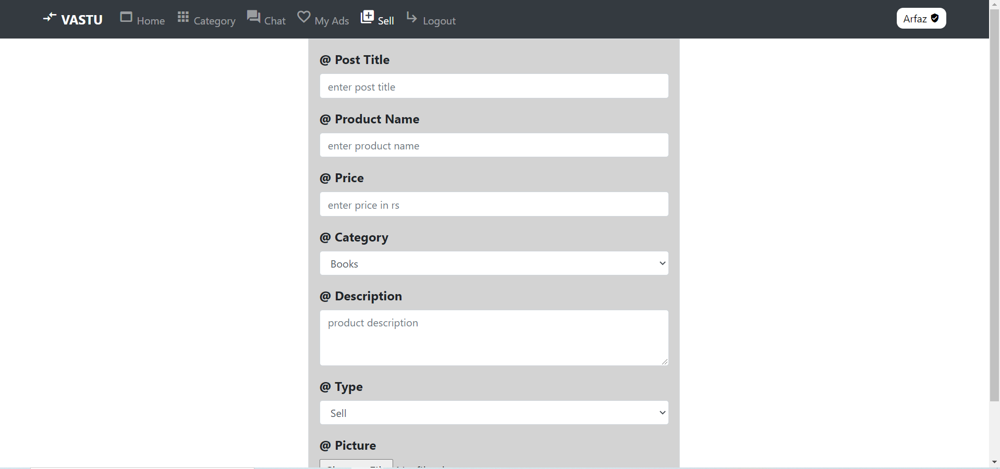 VASTU Home Category Chat My Ads Sell Logout Arfaz
@ Post Title
enter post title
@ Product Name
enter product name
@ Price
enter price in rs
@ Category
Books
@ Description
product description
@ Type
Sell
@ Picture